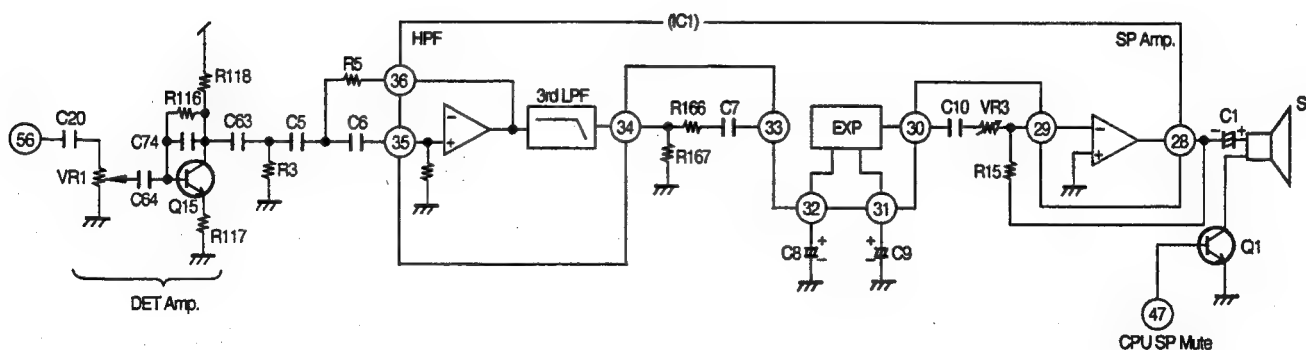 (IC1)
HPF
SP Amp.
R118
R5
36
R116
3rd LPF
C20
C63
C5
C6
R166
C7
C10
VR3
C1
S
56
C74
35
34
33
EXP
30
29
28
R3
R167
R15
VR1
C64
Q15
32
31
R117
C8
C9
Q1
DET Amp.
47
CPU SP Mute